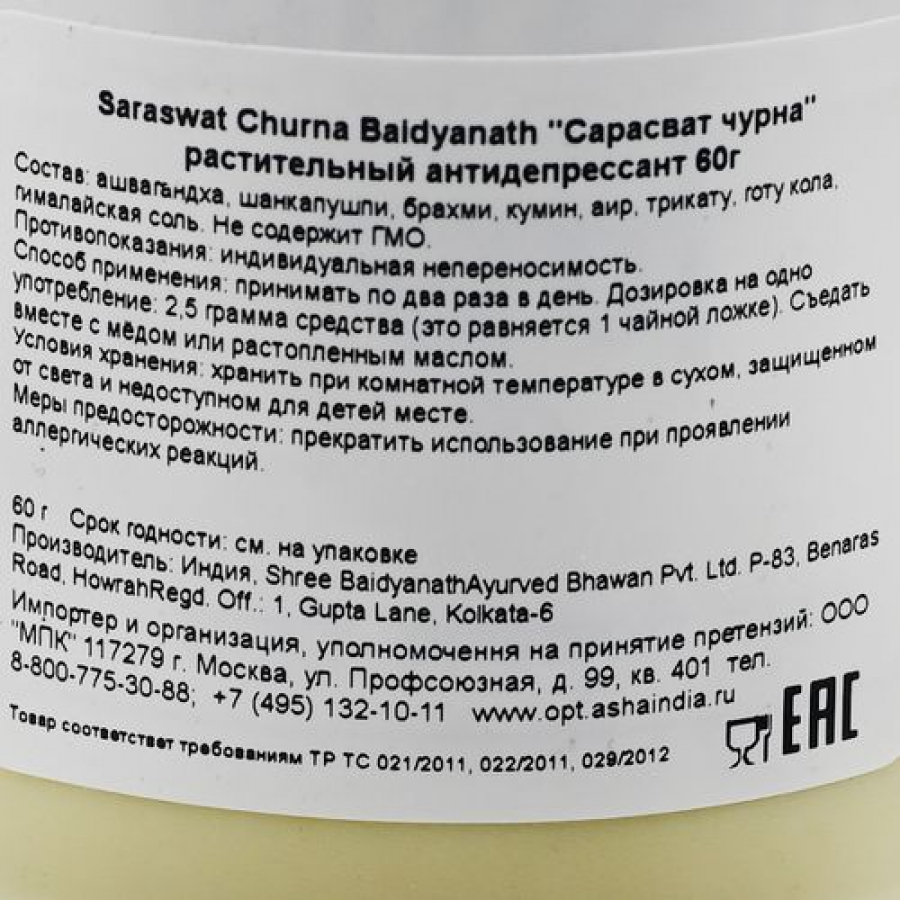 Saraswat Churna Baidyanath "Сарасват чурна"
растительный антидепрессант 60г
Состав: ашвагандха, шанкапушпи, брахми, кумин, аир, трикату, готу кола,
гималайская соль. Не содержит ГМО.
Противопоказания: индивидуальная непереносимость.
Способ применения: принимать по два раза в день. Дозировка на одно
употребление: 2,5 грамма средства (это равняется 1 чайной ложке). Съедать
вместе с мёдом или растопленным маслом.
Условия хранения: хранить при комнатной температуре в сухом, защищенном
от света и недоступном для детей месте.
Меры предосторожности: прекратить использование при проявлении
аллергических реакций.
60 г Срок годности: см. на упаковке
Производитель: Индия, Shree BaidyanathAyurved Bhawan Pvt. Ltd. P-83, Benaras
Road, HowrahRegd. Off.: 1, Gupta Lane, Kolkata-6
Импортер и организация, уполномочення на принятие претензий: ООО
"МПК" 117279 г. Москва, ул. Профсоюзная, д. 99, кв. 401 тел.
8-800-775-30-88; +7 (495) 132-10-11 www.opt.ashaindia.ru
Товар соответствет требованиям ТР ТС 021/2011, 022/2011, 029/2012
EAC